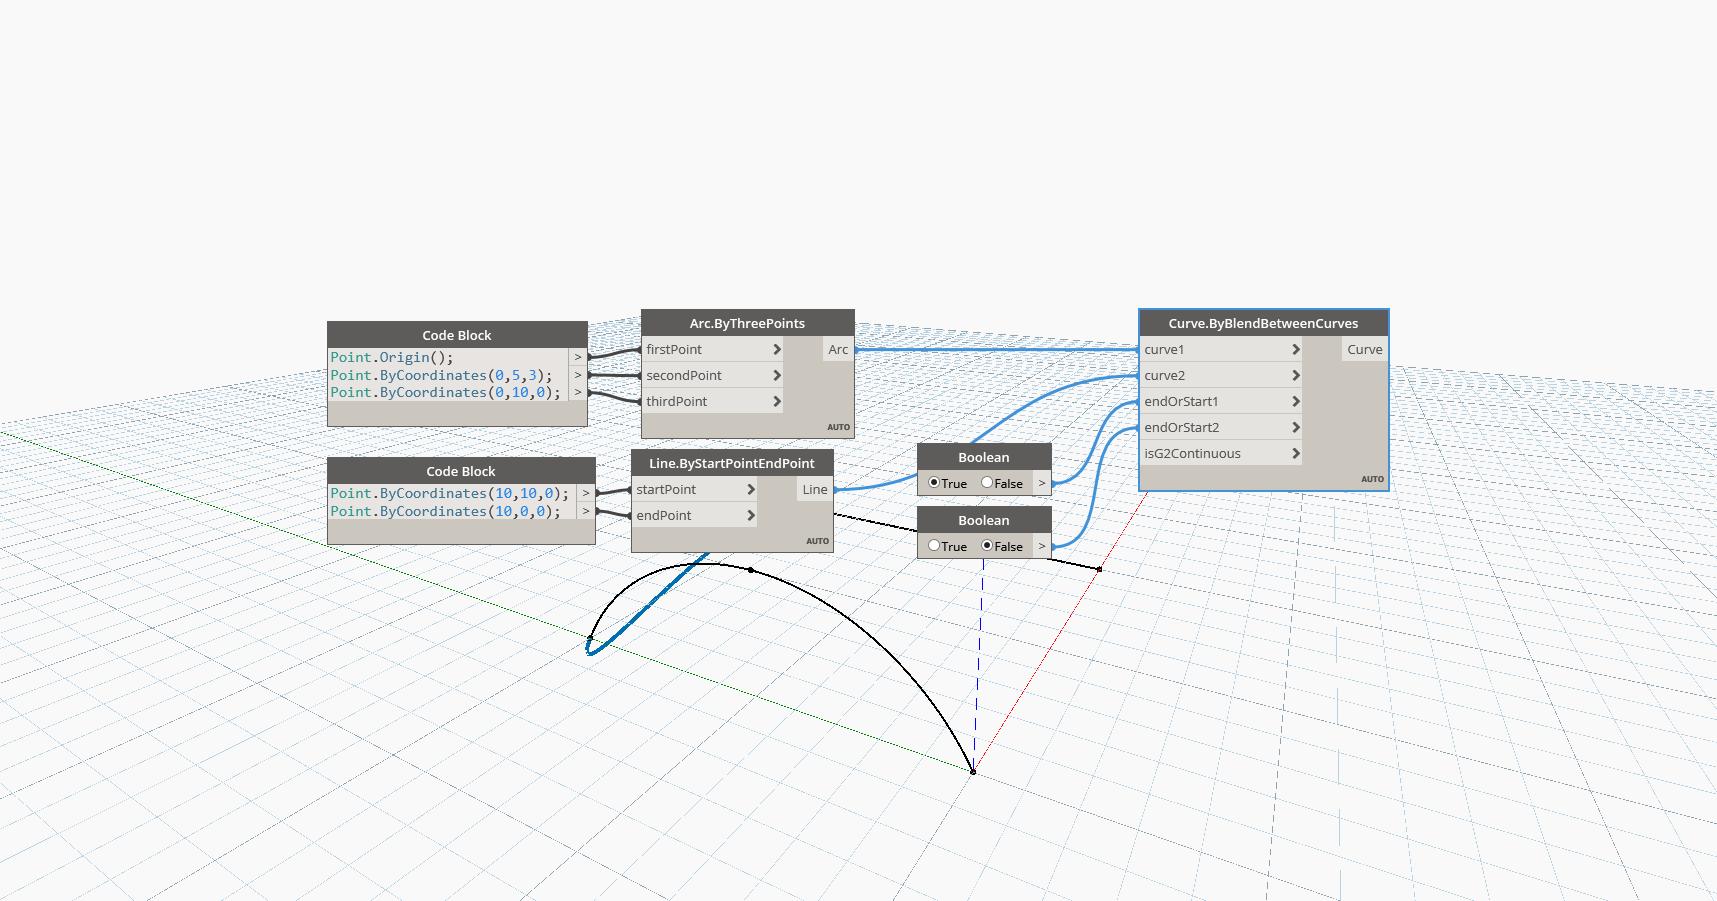 Code Block
Point.Origin(); >
Point.ByCoordinates(0,5,3); >
Point.ByCoordinates(0,10,0); >
Arc.ByThreePoints
firstPoint > Arc
secondPoint >
thirdPoint >
AUTO
Curve.ByBlendBetweenCurves
curve1 > Curve
curve2 >
endOrStart1 >
endOrStart2 >
isG2Continuous >
AUTO
Code Block
Point.ByCoordinates(10,10,0); >
Point.ByCoordinates(10,0,0); >
Line.ByStartPointEndPoint
startPoint > Line
endPoint >
AUTO
Boolean
True False >
Boolean
True False >